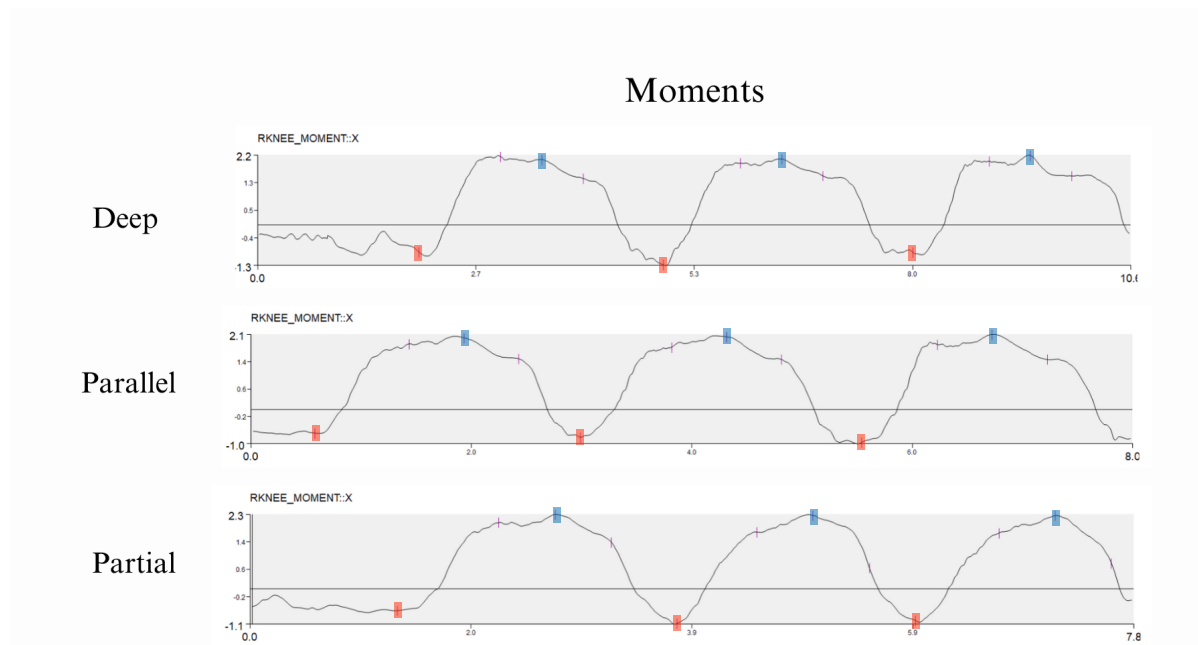 Moments
RKNEE_MOMENT::X
2.2
1.3
0.5
-0.4
-1.3
0.0 2.7 5.3 8.0 10.6
Deep
RKNEE_MOMENT::X
2.1
1.4
0.6
-0.2
-1.0
0.0 2.0 4.0 6.0 8.0
Parallel
RKNEE_MOMENT::X
2.3
1.4
0.6
-0.2
-1.1
0.0 2.0 3.9 5.9 7.8
Partial